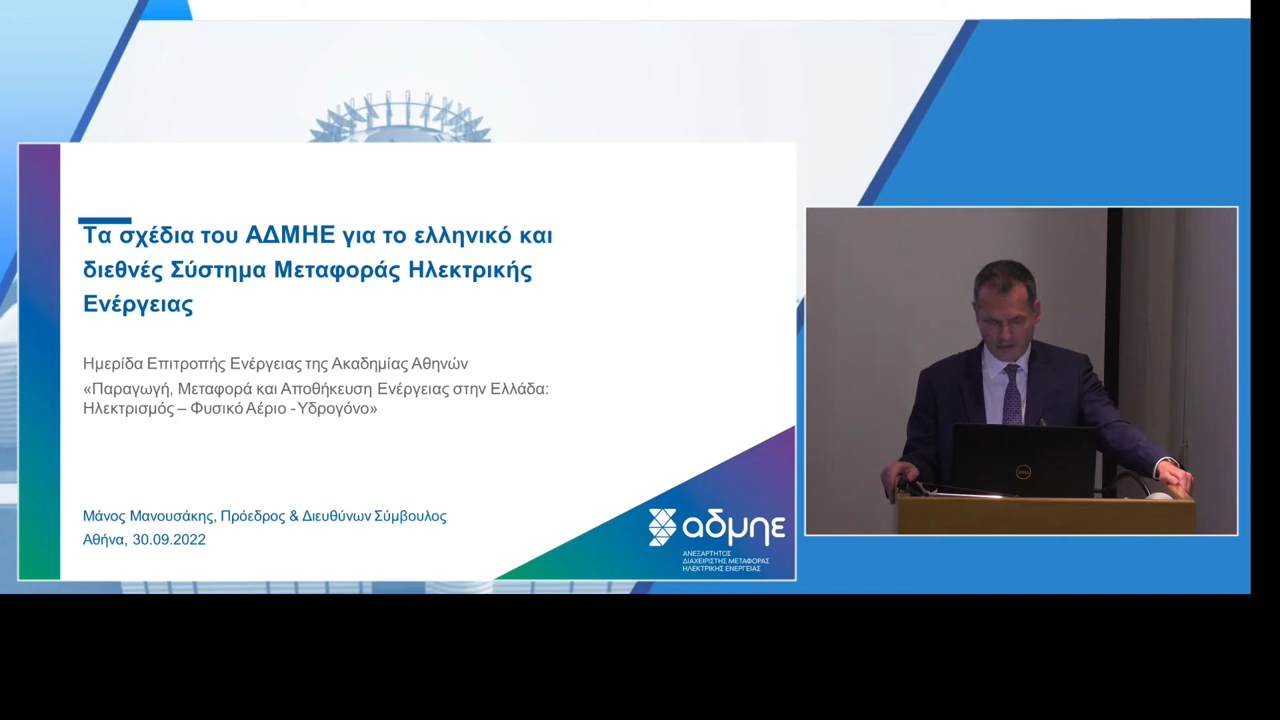 Τα σχέδια του ΑΔΜΗΕ για το ελληνικό και
διεθνές Σύστημα Μεταφοράς Ηλεκτρικής
Ενέργειας
Ημερίδα Επιτροπής Ενέργειας της Ακαδημίας Αθηνών
«Παραγωγή, Μεταφορά και Αποθήκευση Ενέργειας στην Ελλάδα:
Ηλεκτρισμός – Φυσικό Αέριο -Υδρογόνο»
Μάνος Μανουσάκης, Πρόεδρος & Διευθύνων Σύμβουλος
Αθήνα, 30.09.2022
αδμηε
ΑΝΕΞΑΡΤΗΤΟΣ
ΔΙΑΧΕΙΡΙΣΤΗΣ ΜΕΤΑΦΟΡΑΣ
ΗΛΕΚΤΡΙΚΗΣ ΕΝΕΡΓΕΙΑΣ
DELL